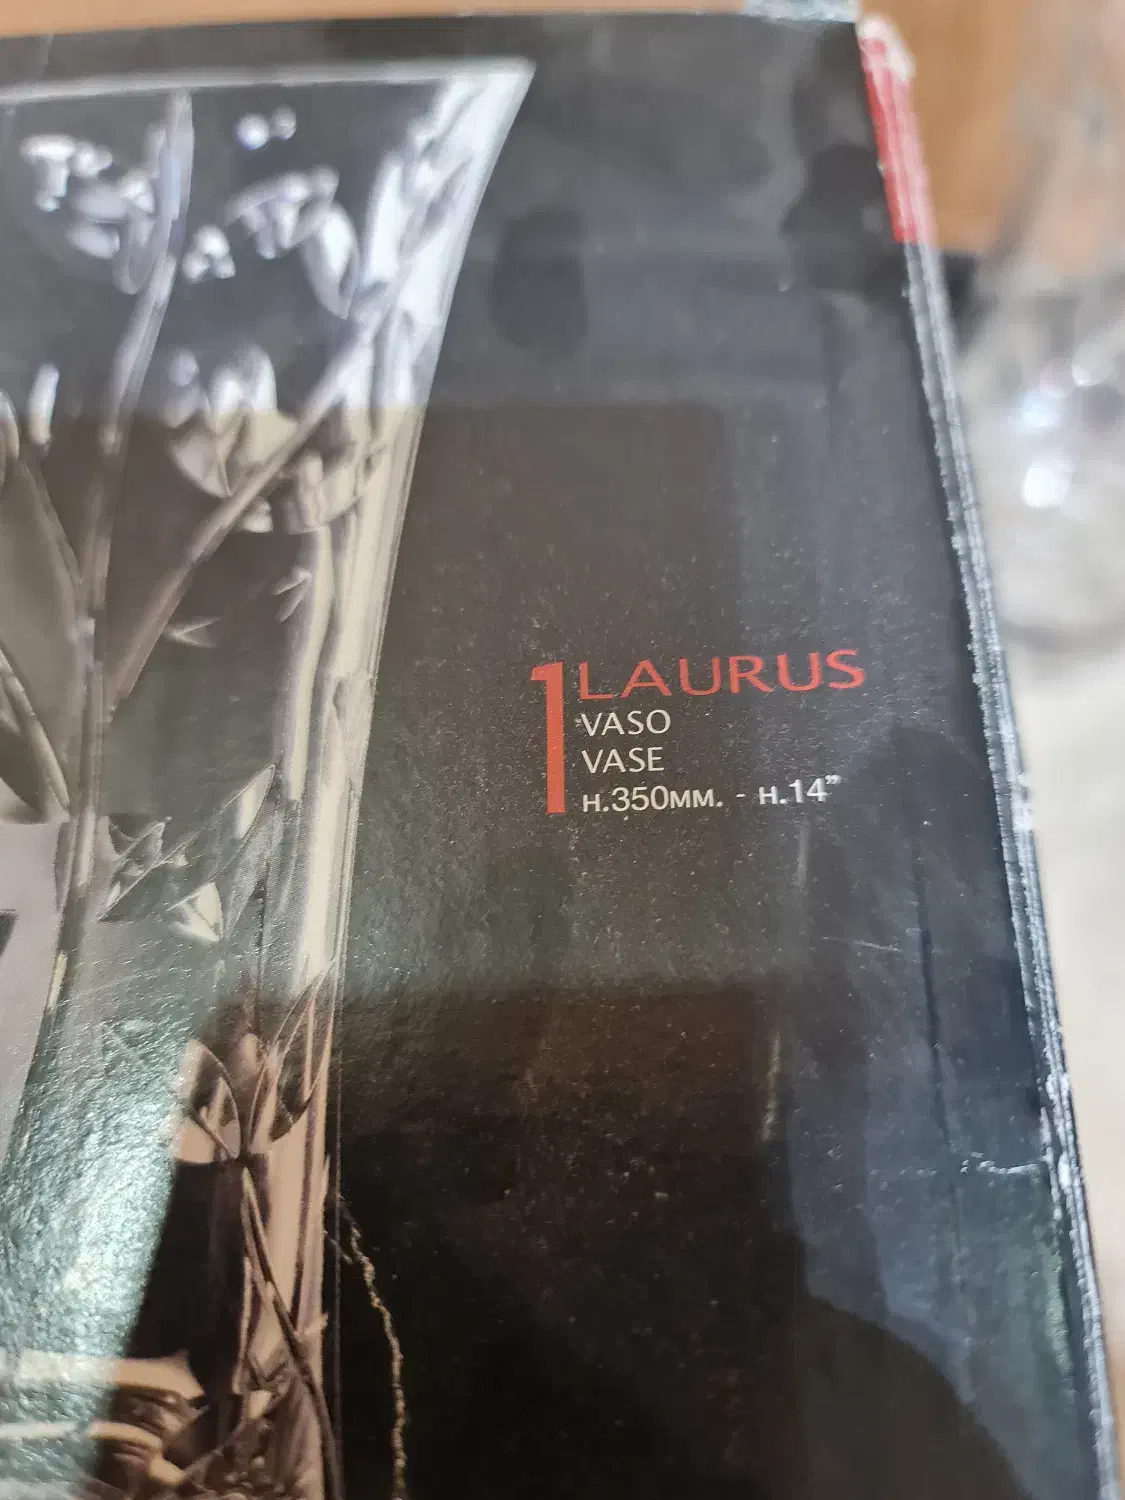 1 LAURUS
VASO
VASE
H.350MM. - H.14"